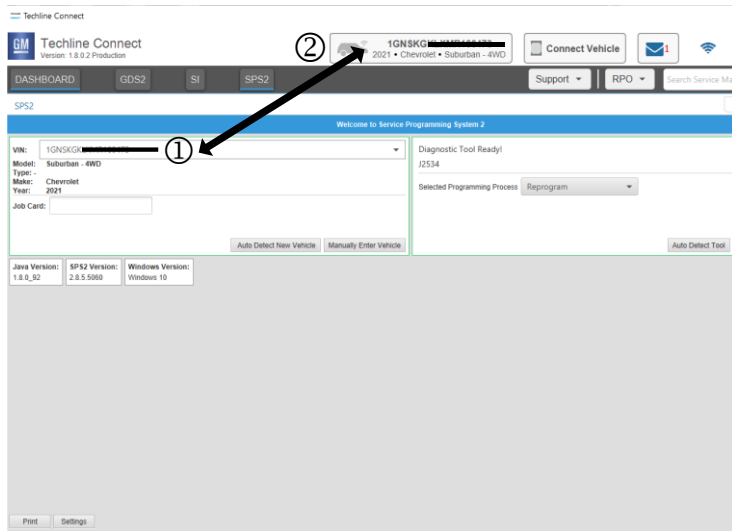 Techline Connect
GM
Techline Connect
Version: 1.8.0.2 Production
②
1GNSKG
2021 • Chevrolet • Suburban - 4WD
Connect Vehicle
1
DASHBOARD
GDS2
SI
SPS2
Support
RPO
Search Service Ma
SPS2
Welcome to Service Programming System 2
VIN: 1GNSKGK
①
Model: Suburban - 4WD
Type: -
Make: Chevrolet
Year: 2021
Job Card:
Auto Detect New Vehicle
Manually Enter Vehicle
Diagnostic Tool Ready!
J2534
Selected Programming Process
Reprogram
Auto Detect Tool
Java Version:
1.8.0_92
SPS2 Version:
2.8.5.5060
Windows Version:
Windows 10
Print
Settings